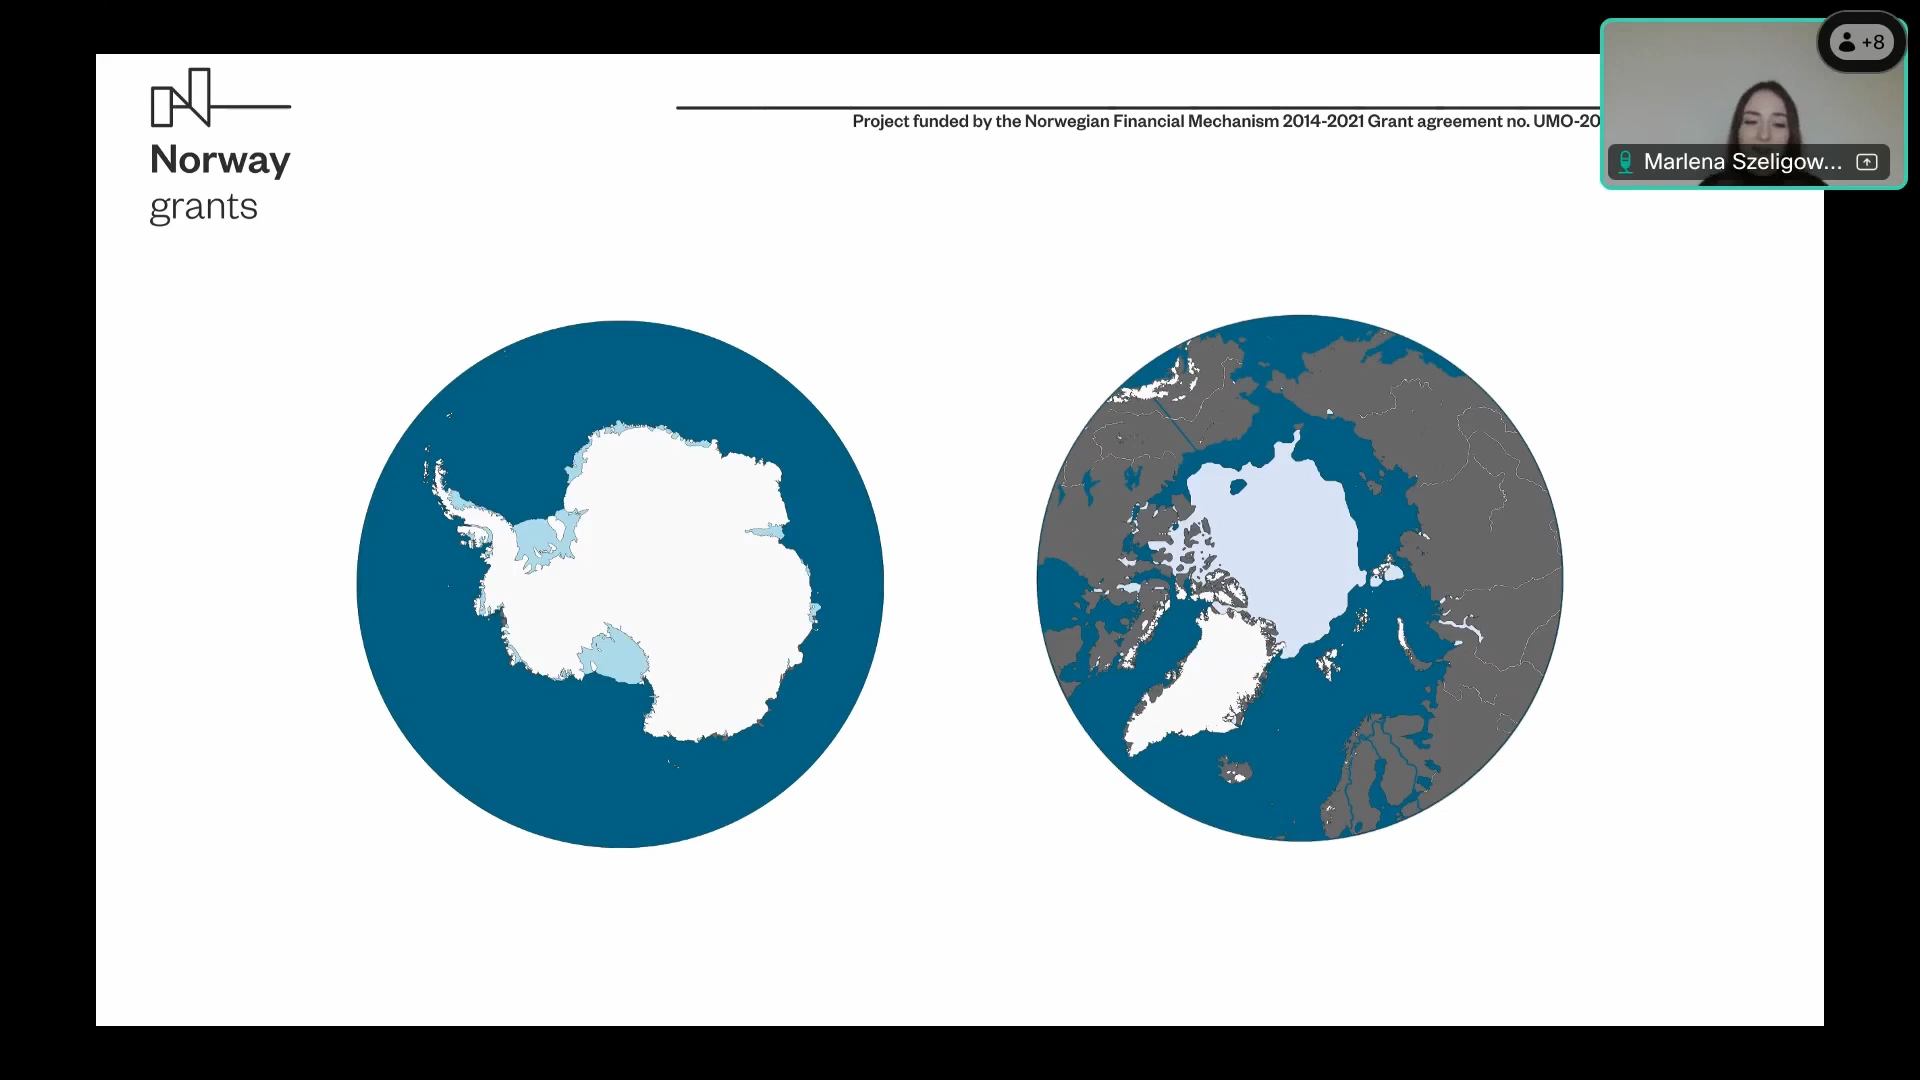 +8
Norway
grants
Project funded by the Norwegian Financial Mechanism 2014-2021 Grant agreement no. UMO-20
Marlena Szeligow...